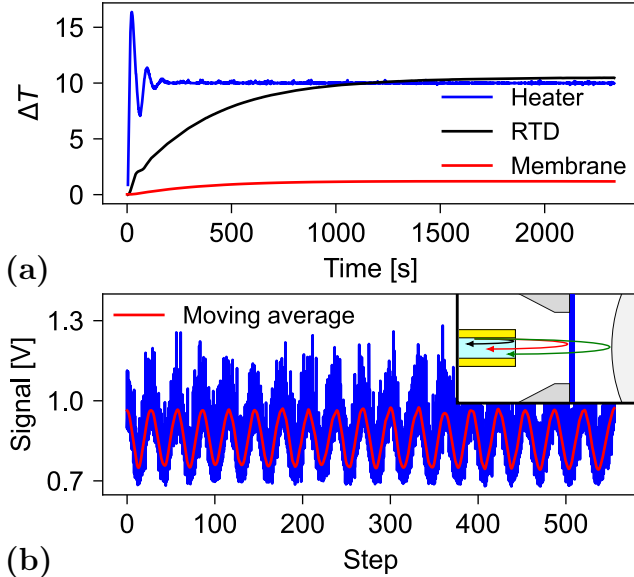 15
10
5
0
ΔT
Heater
RTD
Membrane
0 500 1000 1500 2000
Time [s]
(a)
Moving average
1.3
1.0
0.7
Signal [V]
0 100 200 300 400 500
Step
(b)